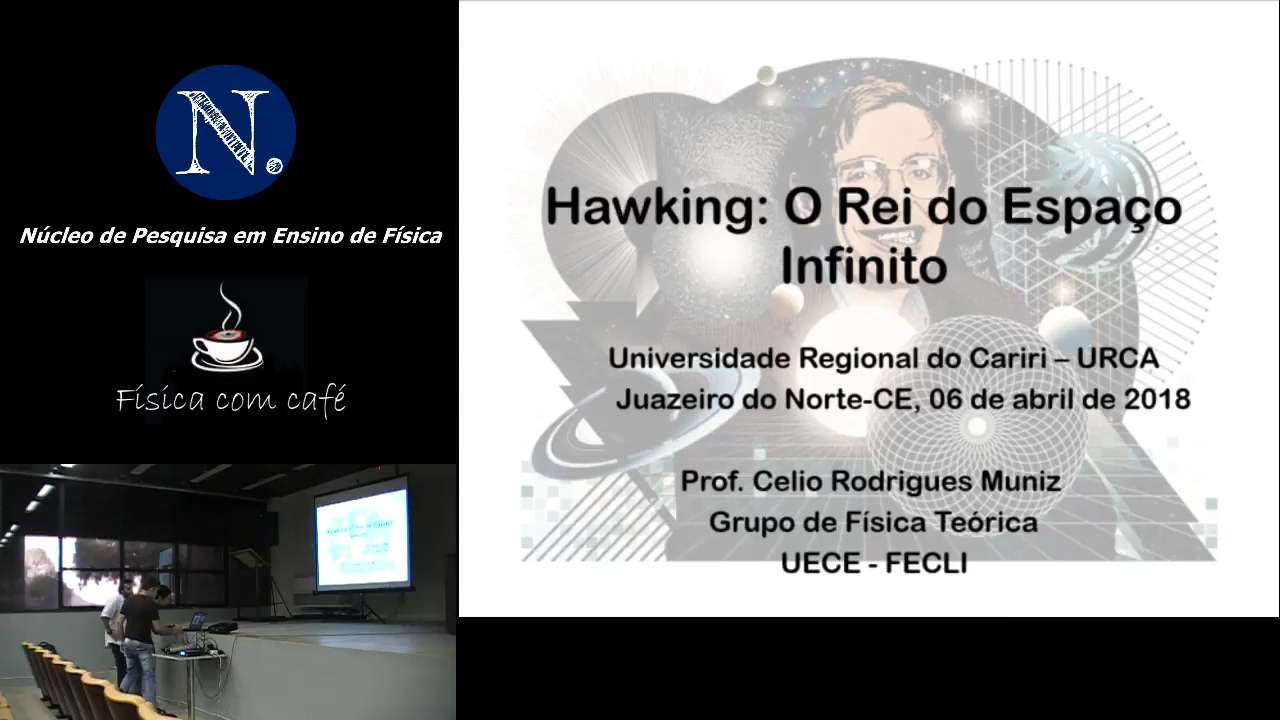 N.
Núcleo de Pesquisa em Ensino de Física
Física com café
Hawking: O Rei do Espaço
Infinito
Universidade Regional do Cariri – URCA
Juazeiro do Norte-CE, 06 de abril de 2018
Prof. Celio Rodrigues Muniz
Grupo de Física Teórica
UECE - FECLI